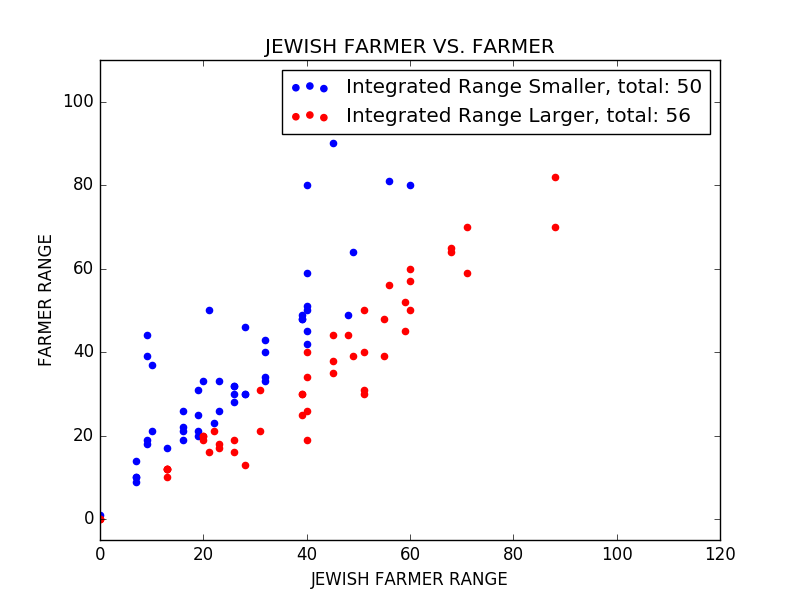 JEWISH FARMER VS. FARMER
Integrated Range Smaller, total: 50
Integrated Range Larger, total: 56
100
80
60
40
20
0
FARMER RANGE
0 20 40 60 80 100 120
JEWISH FARMER RANGE